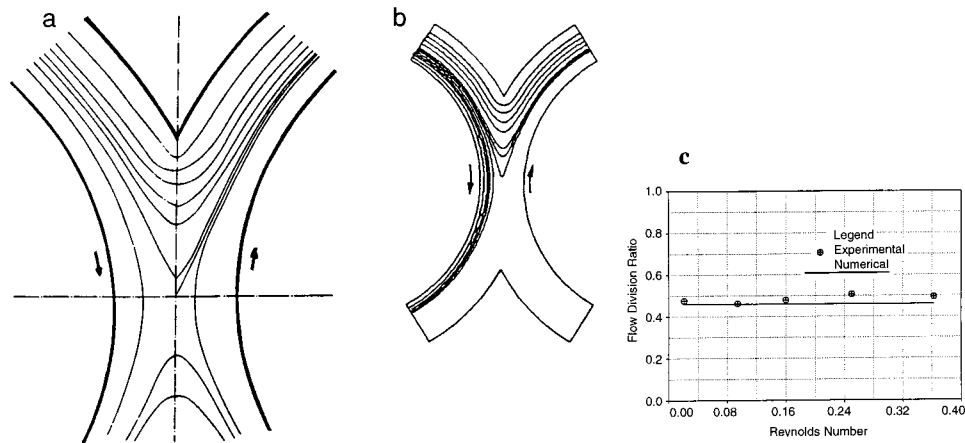 a
b
c
1.0
0.8
0.6
0.4
0.2
0.0
Flow Division Ratio
Legend
Experimental
Numerical
0.00 0.08 0.16 0.24 0.32 0.40
Reynolds Number